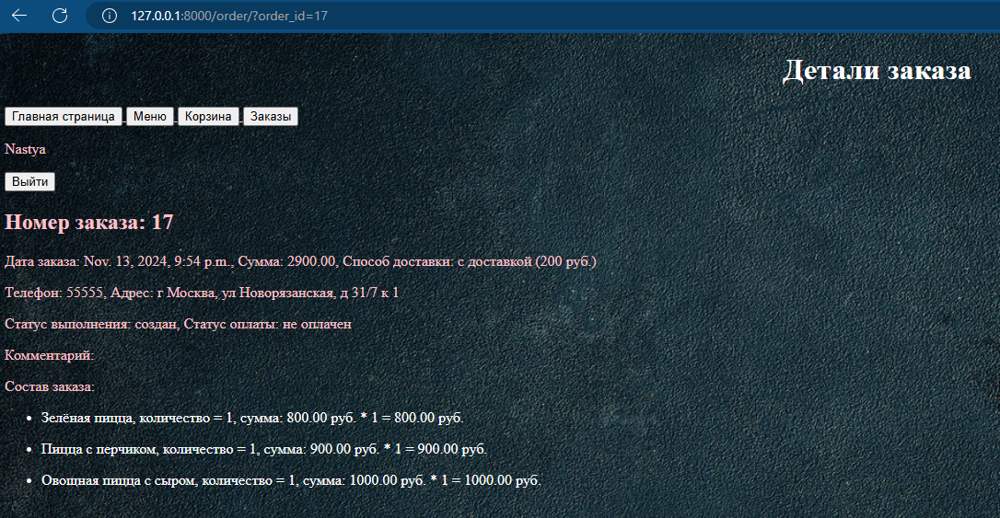 127.0.0.1:8000/order/?order_id=17
Детали заказа
Главная страница Меню Корзина Заказы
Nastya
Выйти
Номер заказа: 17
Дата заказа: Nov. 13, 2024, 9:54 p.m., Сумма: 2900.00, Способ доставки: с доставкой (200 руб.)
Телефон: 55555, Адрес: г Москва, ул Новорязанская, д 31/7 к 1
Статус выполнения: создан, Статус оплаты: не оплачен
Комментарий:
Состав заказа:
• Зелёная пицца, количество = 1, сумма: 800.00 руб. * 1 = 800.00 руб.
• Пицца с перчиком, количество = 1, сумма: 900.00 руб. * 1 = 900.00 руб.
• Овощная пицца с сыром, количество = 1, сумма: 1000.00 руб. * 1 = 1000.00 руб.